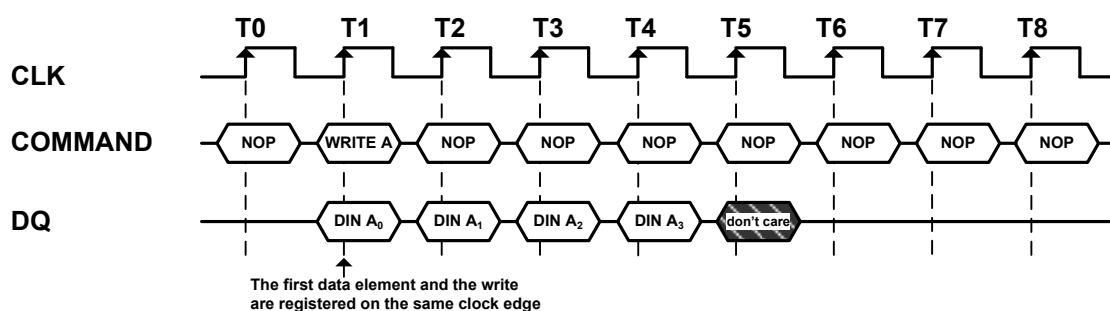 T0 T1 T2 T3 T4 T5 T6 T7 T8
CLK
COMMAND NOP WRITE A NOP NOP NOP NOP NOP NOP NOP
DQ DIN A₀ DIN A₁ DIN A₂ DIN A₃ don't care
The first data element and the write
are registered on the same clock edge